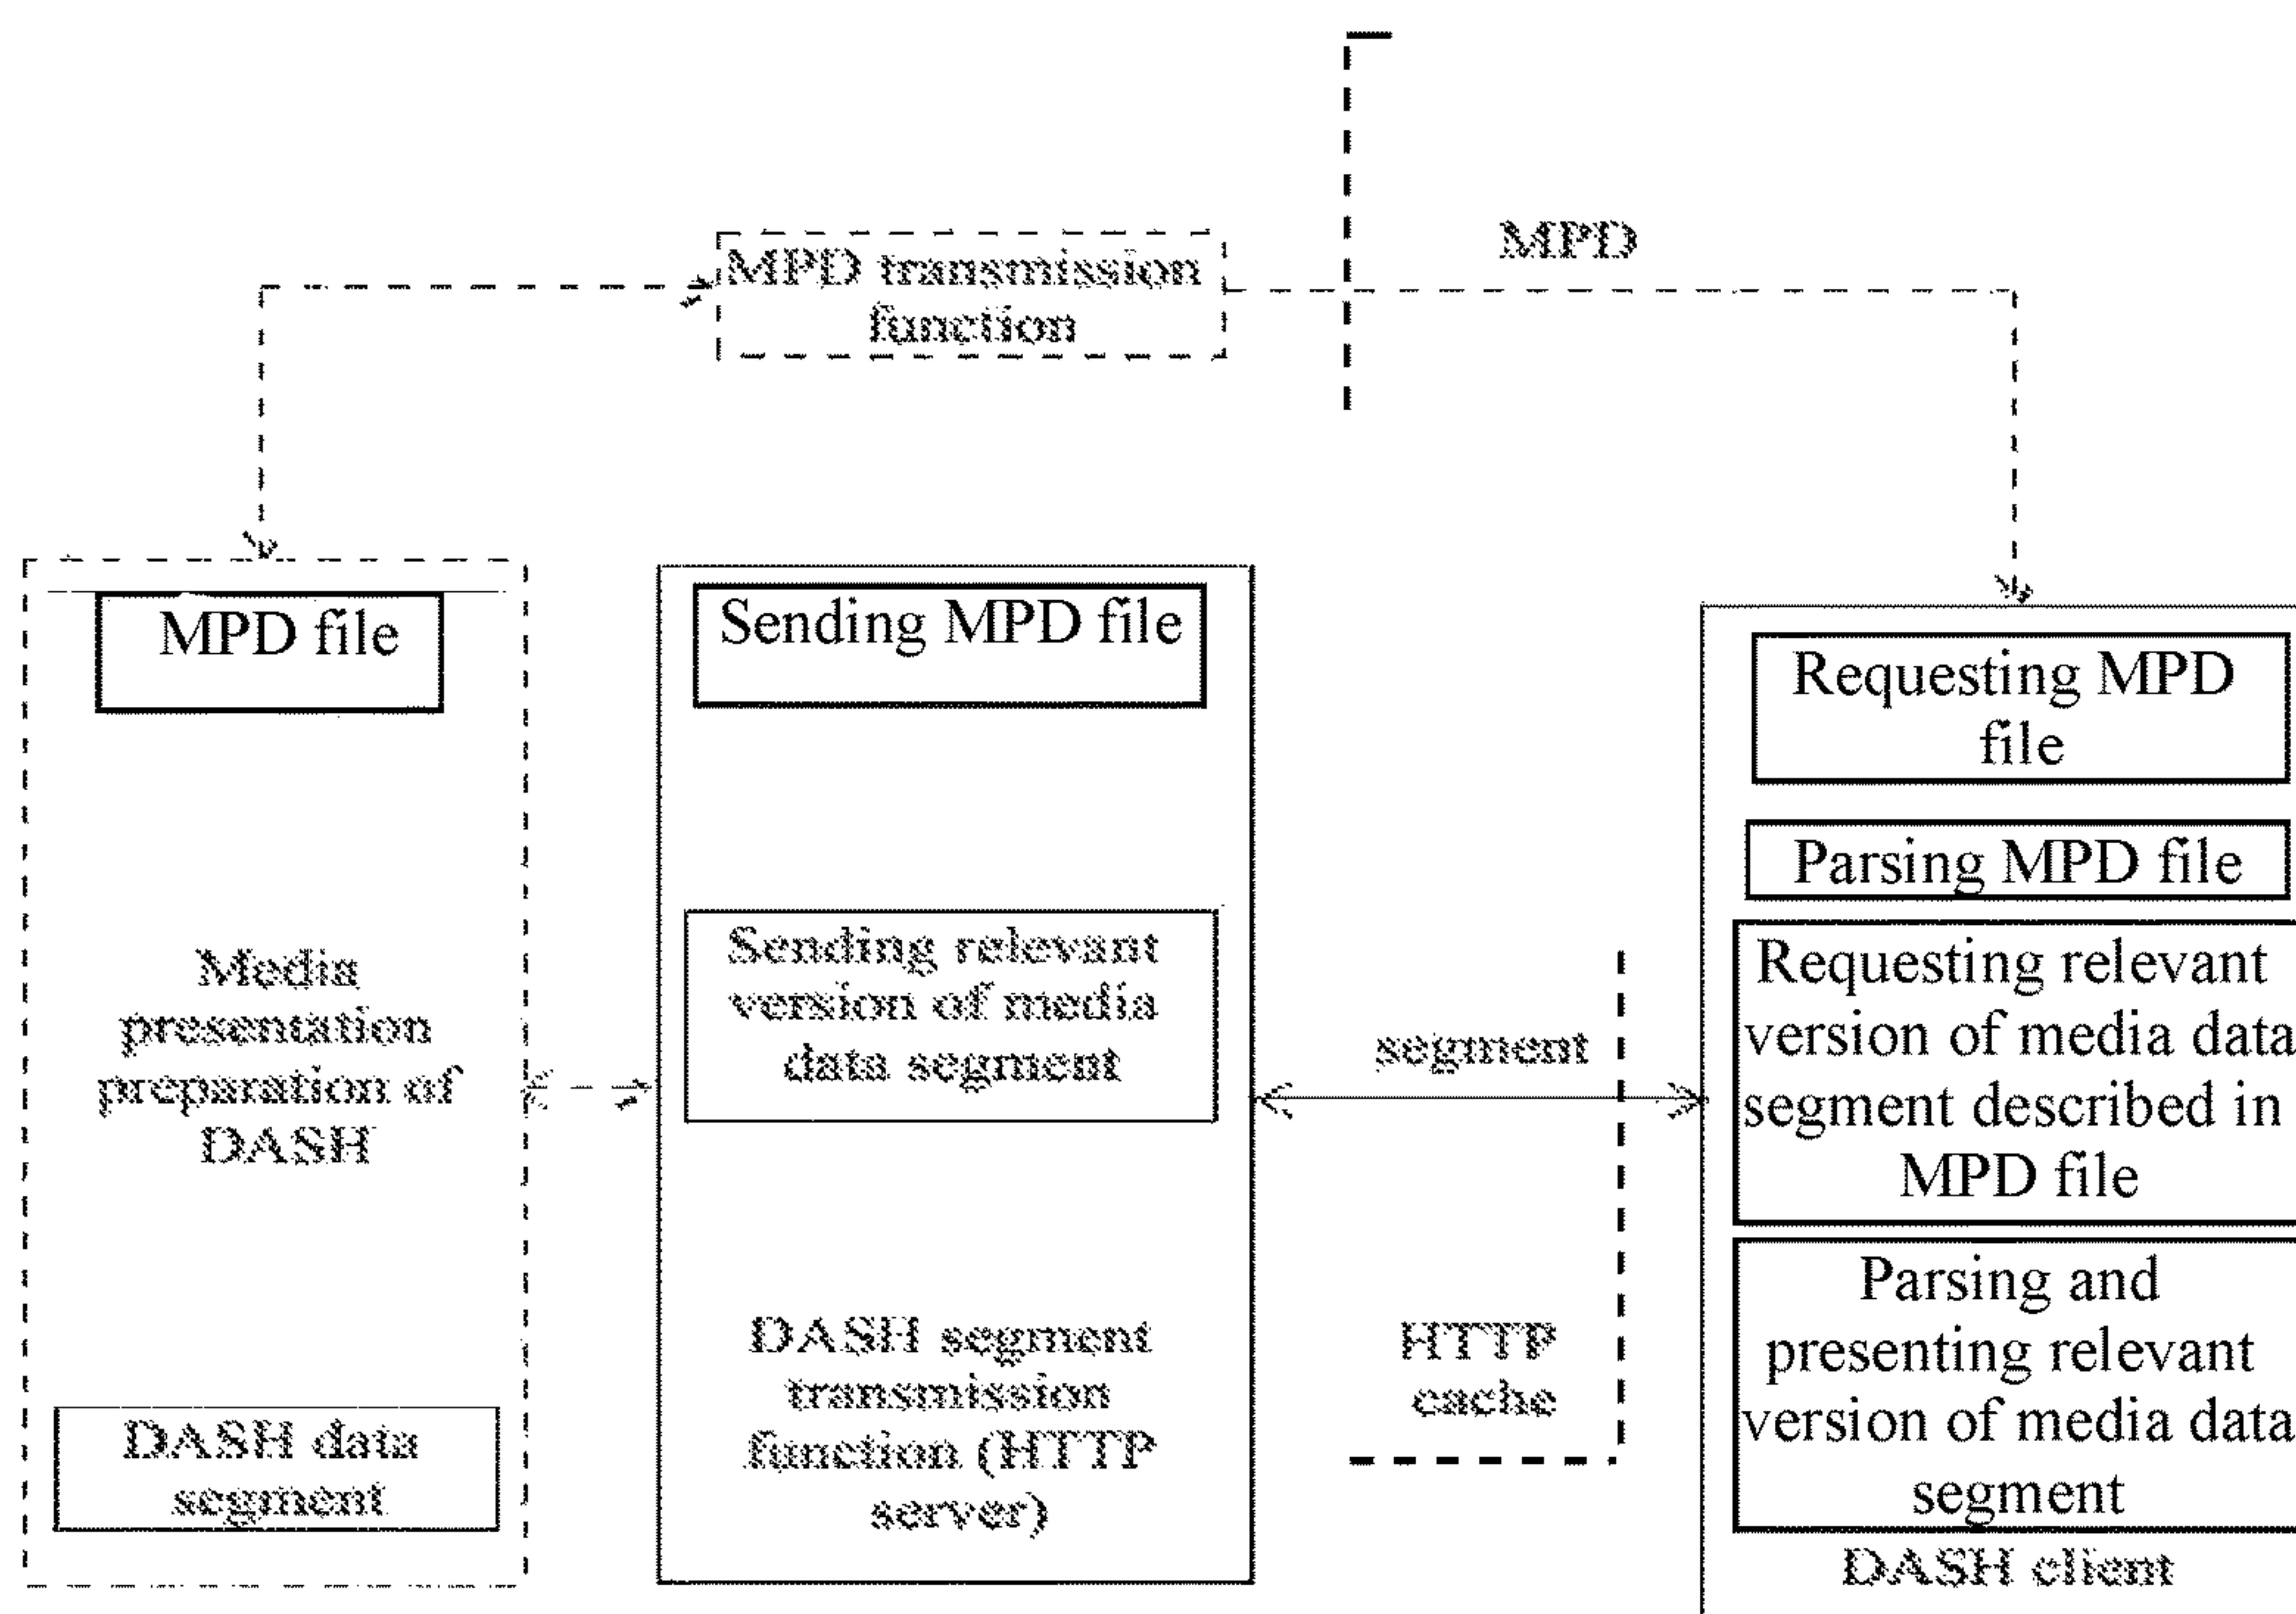 MPD
MPD transmission
function
MPD file
Media
presentation
preparation of
DASH
DASH data
segment
Sending MPD file
Sending relevant
version of media
data segment
DASH segment
transmission
function (HTTP
server)
segment
HTTP
cache
Requesting MPD
file
Parsing MPD file
Requesting relevant
version of media data
segment described in
MPD file
Parsing and
presenting relevant
version of media data
segment
DASH client